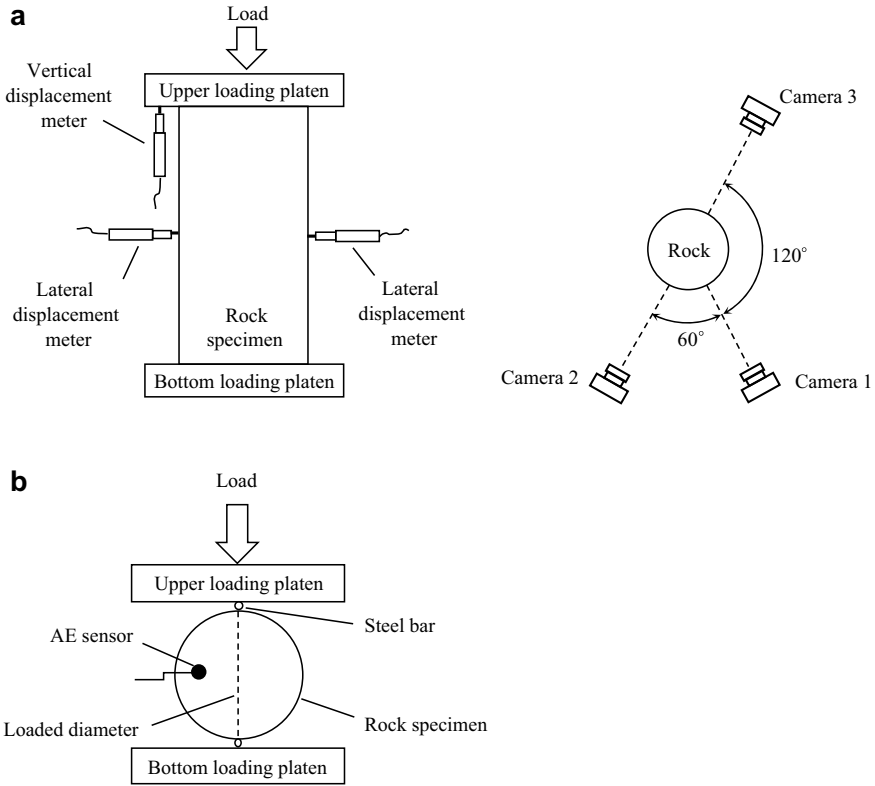 a
Load
Upper loading platen
Vertical
displacement
meter
Lateral
displacement
meter
Lateral
displacement
meter
Rock
specimen
Bottom loading platen
Camera 3
Rock
120°
60°
Camera 2
Camera 1
b
Load
Upper loading platen
Steel bar
AE sensor
Loaded diameter
Rock specimen
Bottom loading platen